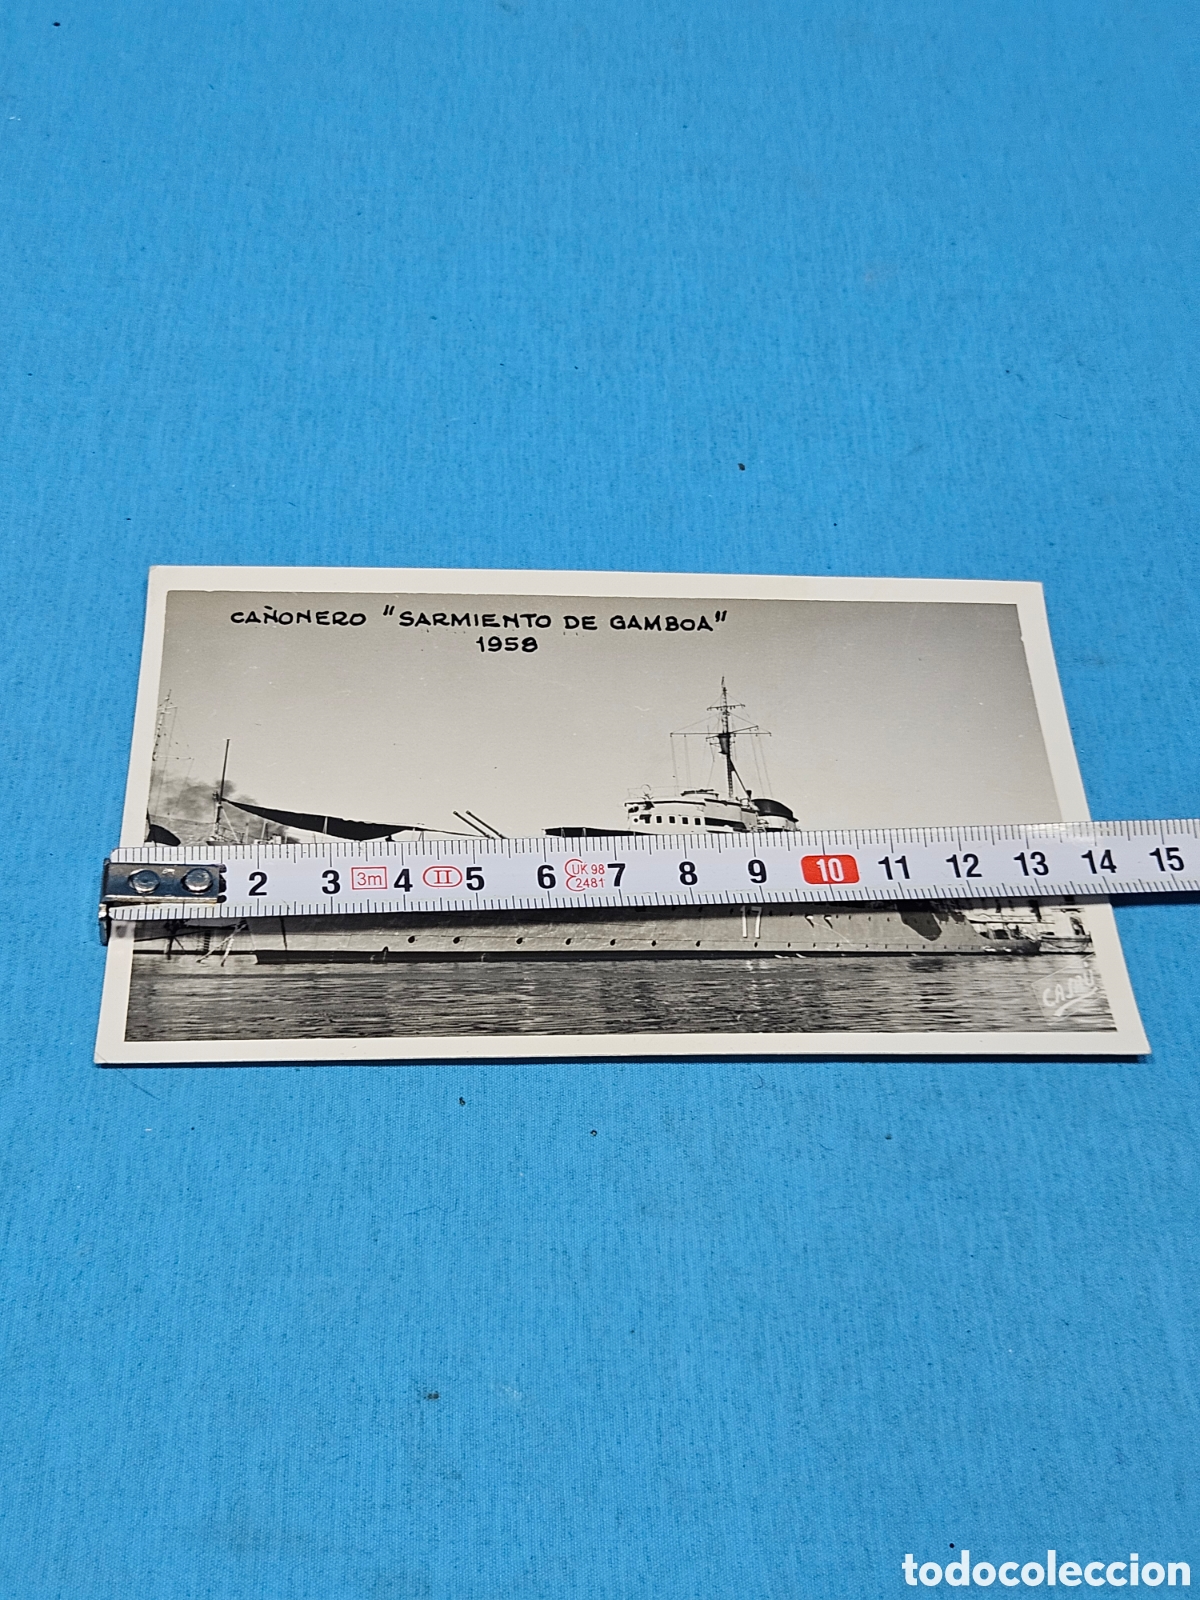 CAÑONERO "SARMIENTO DE GAMBOA"
1958
2 3 3m 4 II 5 6 UK 98 2481 7 8 9 10 11 12 13 14 15
17
todocoleccion